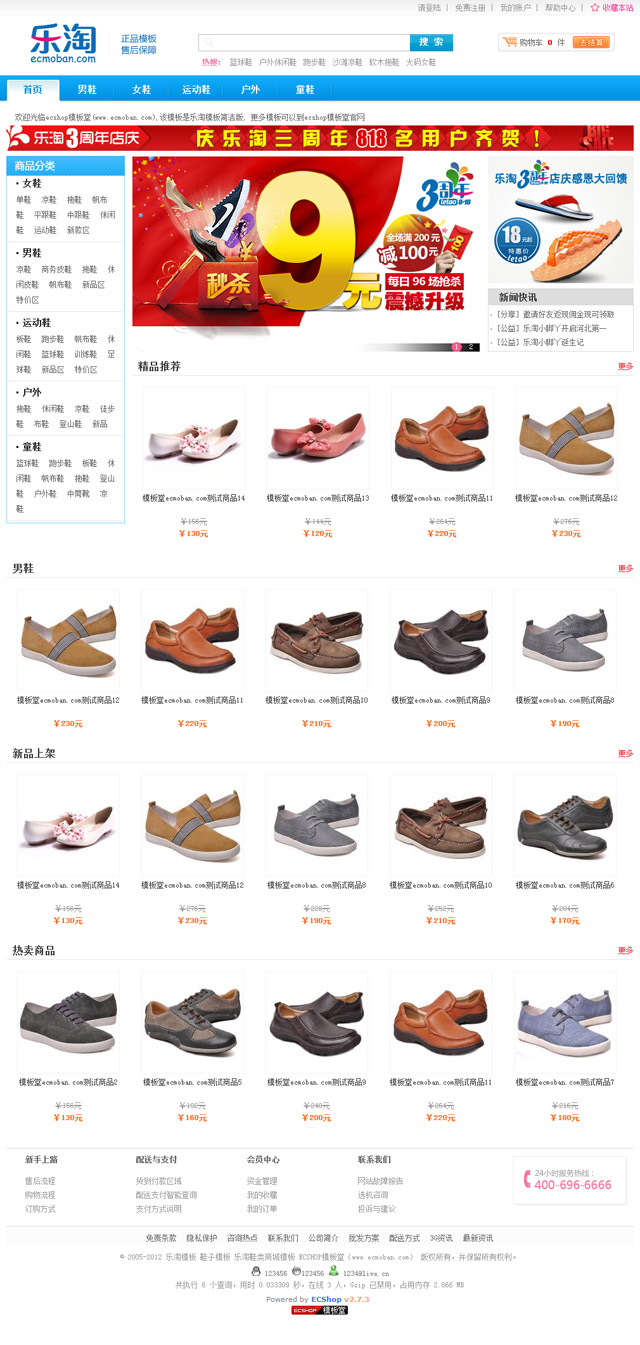 请登陆 | 免费注册 | 我的账户 | 帮助中心 | 收藏本站
乐淘
ecmoban.com
正品模板
售后保障
搜 索
购物车 0 件
去结算
热搜: 篮球鞋 户外休闲鞋 跑步鞋 沙滩凉鞋 软木拖鞋 大码女鞋
首页 男鞋 女鞋 运动鞋 户外 童鞋
欢迎光临ecshop模板堂(www.ecmoban.com),该模板是乐淘模板简洁版, 更多模板可以到ecshop模板堂官网
乐淘3周年店庆 庆乐淘三周年818名用户齐贺!
商品分类
· 女鞋
单鞋 凉鞋 拖鞋 帆布
鞋 平跟鞋 中跟鞋 休闲
鞋 运动鞋 新款区
· 男鞋
凉鞋 商务皮鞋 拖鞋 休
闲皮鞋 帆布鞋 新品区
特价区
· 运动鞋
板鞋 跑步鞋 帆布鞋 休
闲鞋 篮球鞋 训练鞋 足
球鞋 新品区 特价区
· 户外
拖鞋 休闲鞋 凉鞋 徒步
鞋 布鞋 登山鞋 新品
· 童鞋
篮球鞋 跑步鞋 板鞋 休
闲鞋 帆布鞋 拖鞋 登山
鞋 户外鞋 中筒靴 凉
鞋
秒杀
9元
3周年
letao 8·18
全场满200元
减100元
100
每日96场抢杀
震撼升级
1 2
乐淘3周年店庆感恩大回馈
18元起
特惠价
letao
新闻快讯
· [分享] 邀请好友返现佣金现可领取
· [公益] 乐淘小脚丫开启河北第一
· [公益] 乐淘小脚丫诞生记
精品推荐
更多
模板堂ecmoban.com测试商品14 模板堂ecmoban.com测试商品13 模板堂ecmoban.com测试商品11 模板堂ecmoban.com测试商品12
￥156元 ￥144元 ￥264元 ￥276元
￥130元 ￥120元 ￥220元 ￥230元
男鞋
更多
模板堂ecmoban.com测试商品12 模板堂ecmoban.com测试商品11 模板堂ecmoban.com测试商品10 模板堂ecmoban.com测试商品9 模板堂ecmoban.com测试商品8
￥230元 ￥220元 ￥210元 ￥200元 ￥190元
新品上架
更多
模板堂ecmoban.com测试商品14 模板堂ecmoban.com测试商品12 模板堂ecmoban.com测试商品8 模板堂ecmoban.com测试商品10 模板堂ecmoban.com测试商品6
￥156元 ￥276元 ￥228元 ￥252元 ￥204元
￥130元 ￥230元 ￥190元 ￥210元 ￥170元
热卖商品
更多
模板堂ecmoban.com测试商品2 模板堂ecmoban.com测试商品5 模板堂ecmoban.com测试商品9 模板堂ecmoban.com测试商品11 模板堂ecmoban.com测试商品7
￥156元 ￥192元 ￥240元 ￥264元 ￥216元
￥130元 ￥160元 ￥200元 ￥220元 ￥180元
新手上路 配送与支付 会员中心 联系我们
售后流程 货到付款区域 资金管理 网站故障报告
购物流程 配送支付智能查询 我的收藏 选机咨询
订购方式 支付方式说明 我的订单 投诉与建议
24小时服务热线:
400-696-6666
免责条款 隐私保护 咨询热点 联系我们 公司简介 批发方案 配送方式 3G资讯 最新资讯
© 2005-2012 乐淘模板 鞋子模板 乐淘鞋类商城模板 ECSHOP模板堂（www.ecmoban.com） 版权所有，并保留所有权利。
123456 123456 1234@live.cn
共执行 6 个查询，用时 0.033309 秒，在线 3 人，Gzip 已禁用，占用内存 2.866 MB
Powered by ECShop v2.7.3
ECSHOP 模板堂